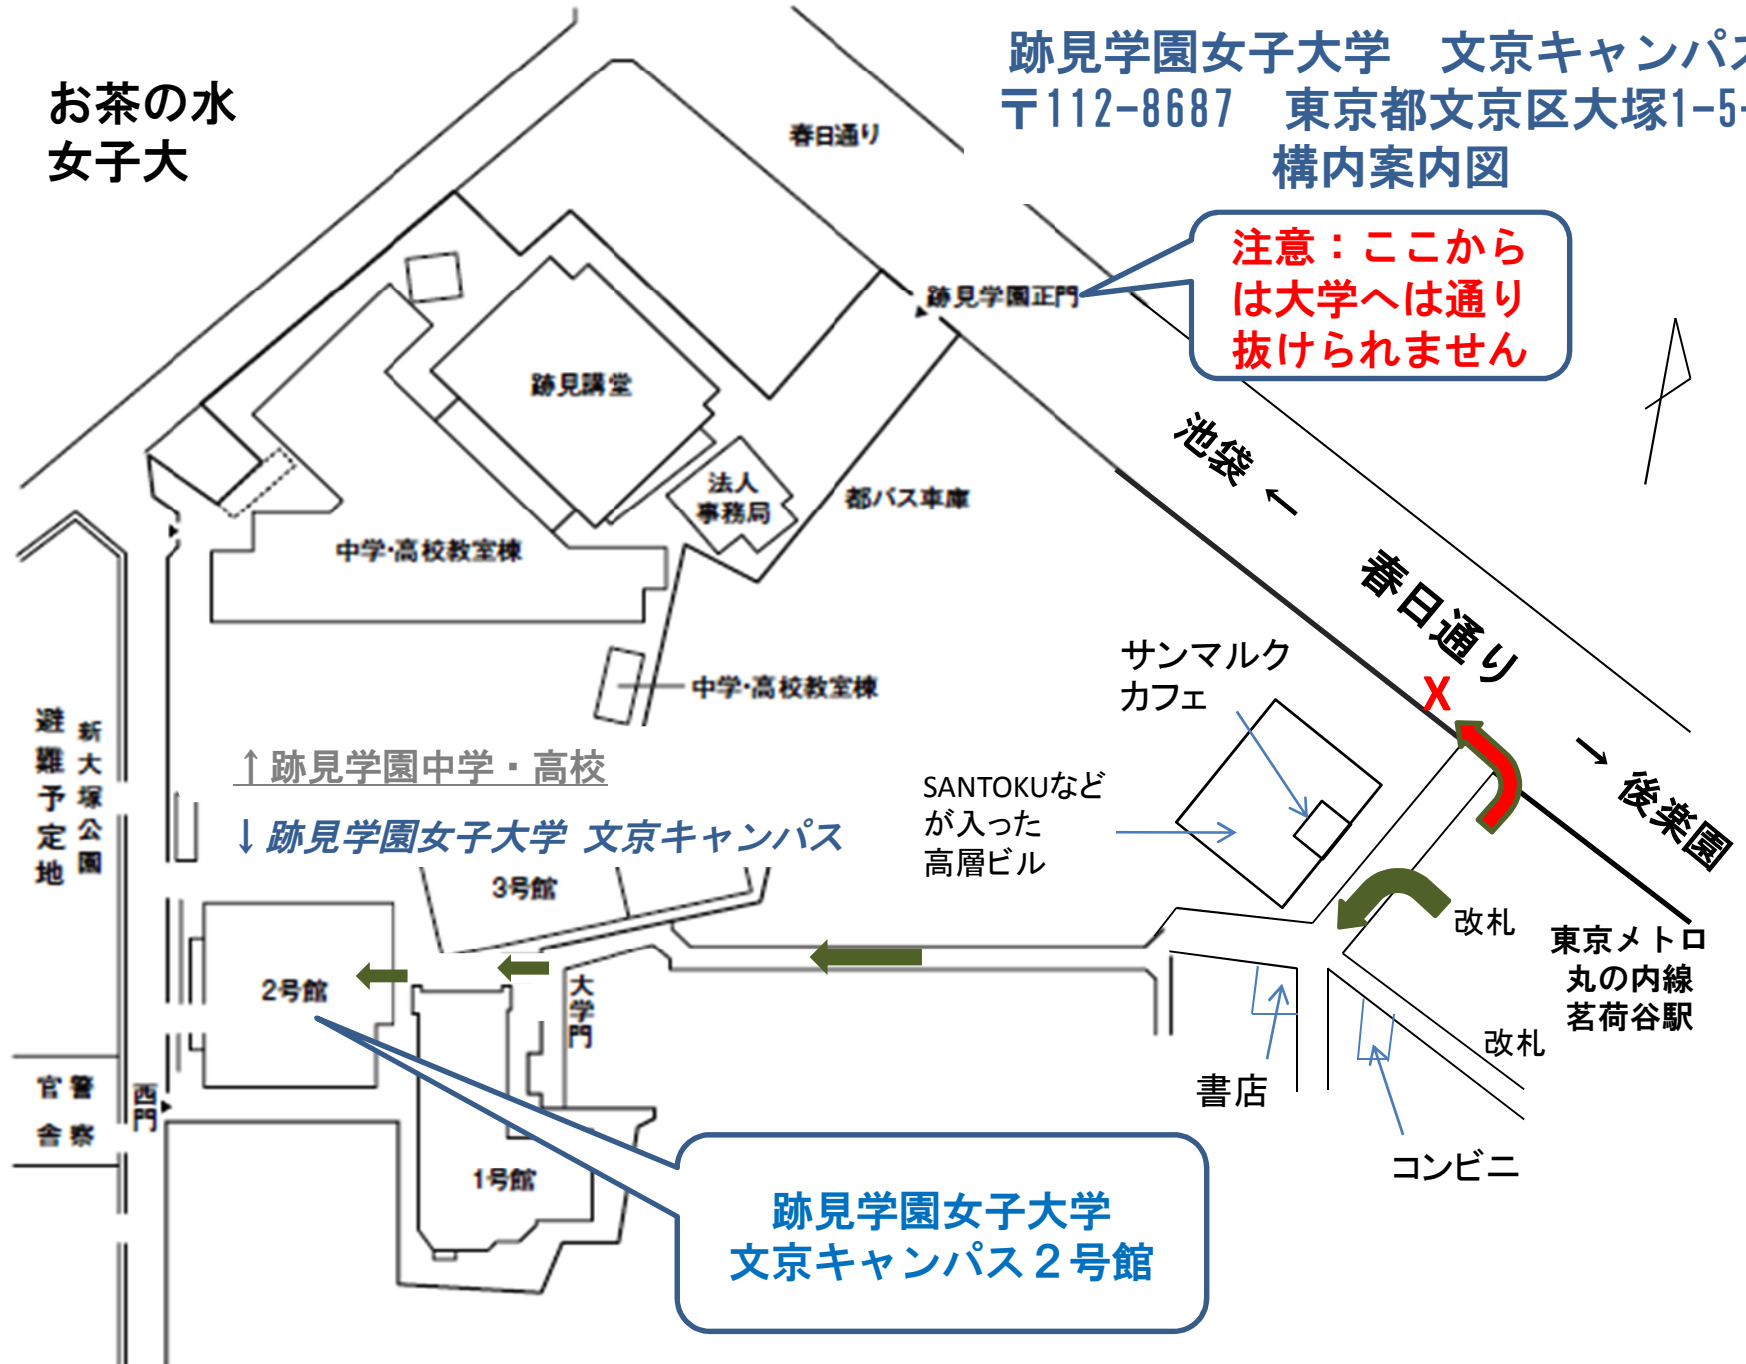 跡見学園女子大学　文京キャンパス
〒112-8687　東京都文京区大塚1-5-
構内案内図
お茶の水
女子大
春日通り
注意：ここから
は大学へは通り
抜けられません
跡見学園正門
跡見講堂
法人
事務局
都バス車庫
中学・高校教室棟
中学・高校教室棟
池袋 ←
春日通り
X
→ 後楽園
サンマルク
カフェ
SANTOKUなど
が入った
高層ビル
新大塚公園
避難予定地
↑跡見学園中学・高校
↓跡見学園女子大学 文京キャンパス
3号館
2号館
大学門
改札
東京メトロ
丸の内線
茗荷谷駅
改札
書店
コンビニ
警察
官舎
西門
1号館
跡見学園女子大学
文京キャンパス２号館